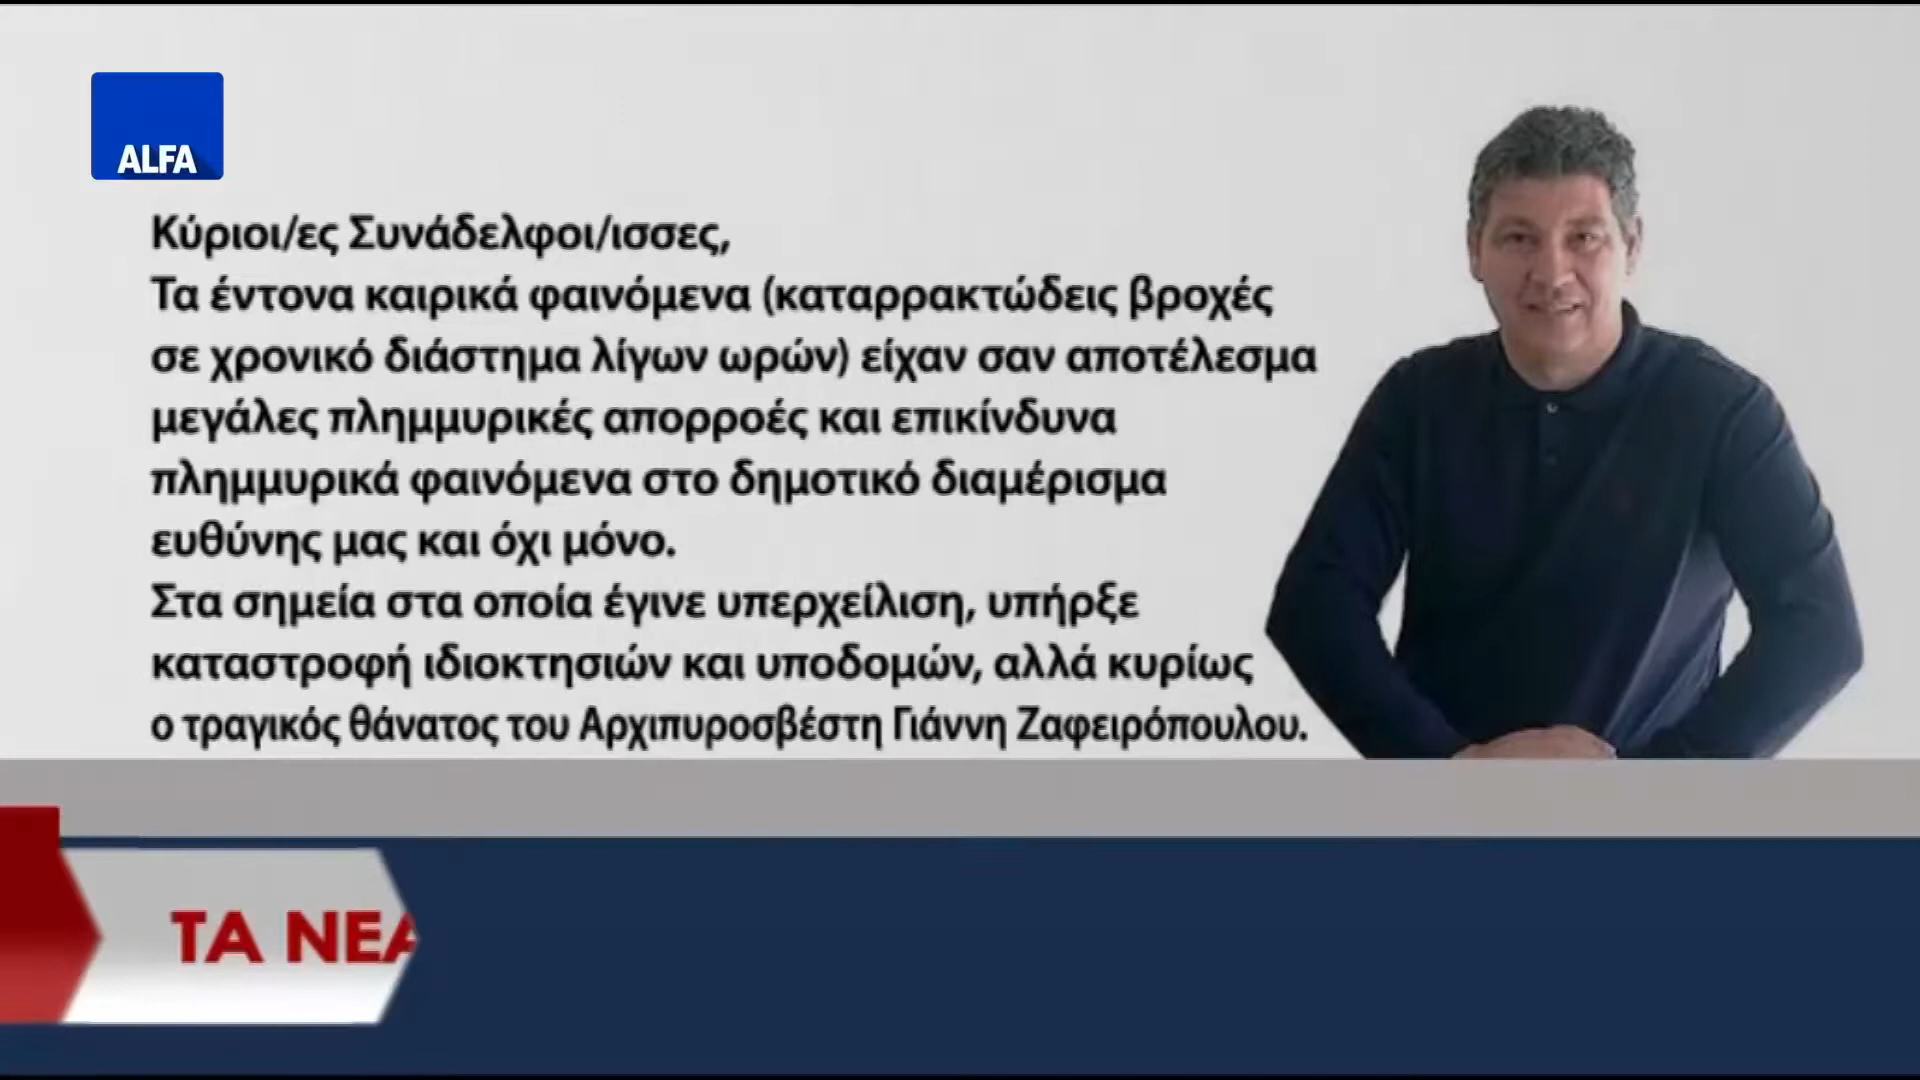 ALFA
Κύριοι/ες Συνάδελφοι/ισσες,
Τα έντονα καιρικά φαινόμενα (καταρρακτώδεις βροχές
σε χρονικό διάστημα λίγων ωρών) είχαν σαν αποτέλεσμα
μεγάλες πλημμυρικές απορροές και επικίνδυνα
πλημμυρικά φαινόμενα στο δημοτικό διαμέρισμα
ευθύνης μας και όχι μόνο.
Στα σημεία στα οποία έγινε υπερχείλιση, υπήρξε
καταστροφή ιδιοκτησιών και υποδομών, αλλά κυρίως
ο τραγικός θάνατος του Αρχιπυροσβέστη Γιάννη Ζαφειρόπουλου.
ΤΑ ΝΕΑ